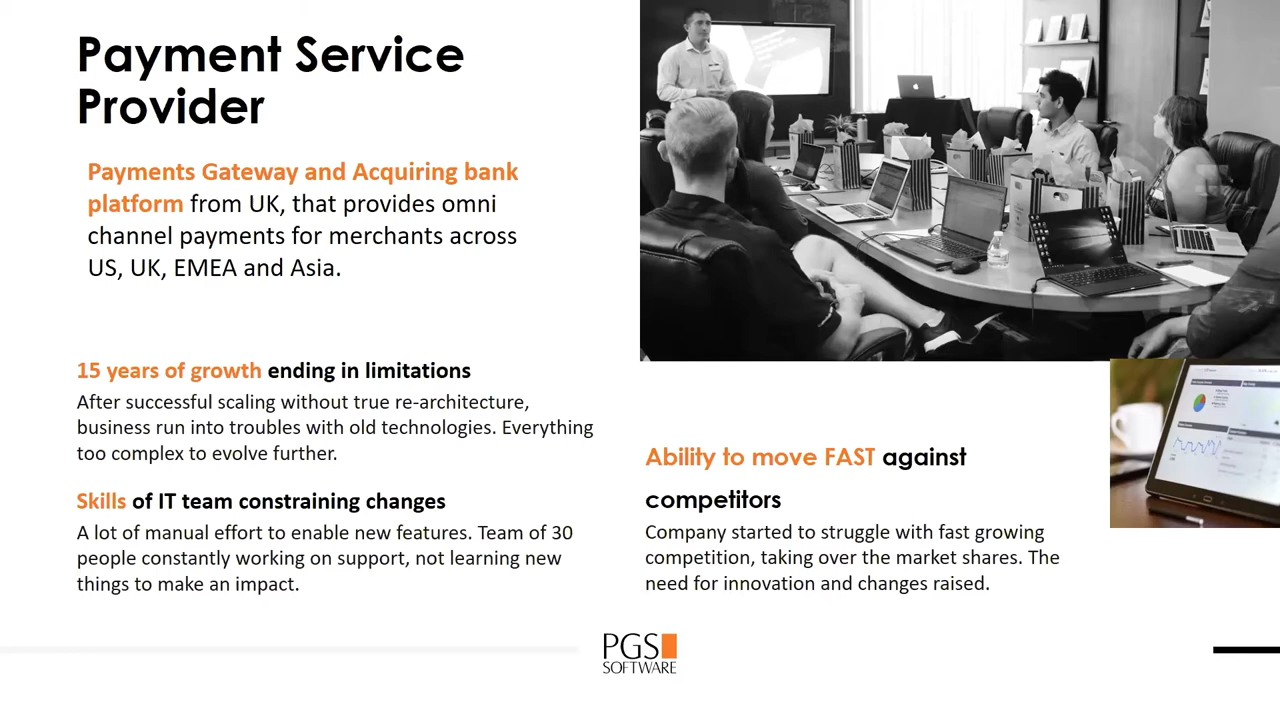 Payment Service
Provider
Payments Gateway and Acquiring bank
platform from UK, that provides omni
channel payments for merchants across
US, UK, EMEA and Asia.
15 years of growth ending in limitations
After successful scaling without true re-architecture,
business run into troubles with old technologies. Everything
too complex to evolve further.
Skills of IT team constraining changes
A lot of manual effort to enable new features. Team of 30
people constantly working on support, not learning new
things to make an impact.
Ability to move FAST against
competitors
Company started to struggle with fast growing
competition, taking over the market shares. The
need for innovation and changes raised.
PGS
SOFTWARE